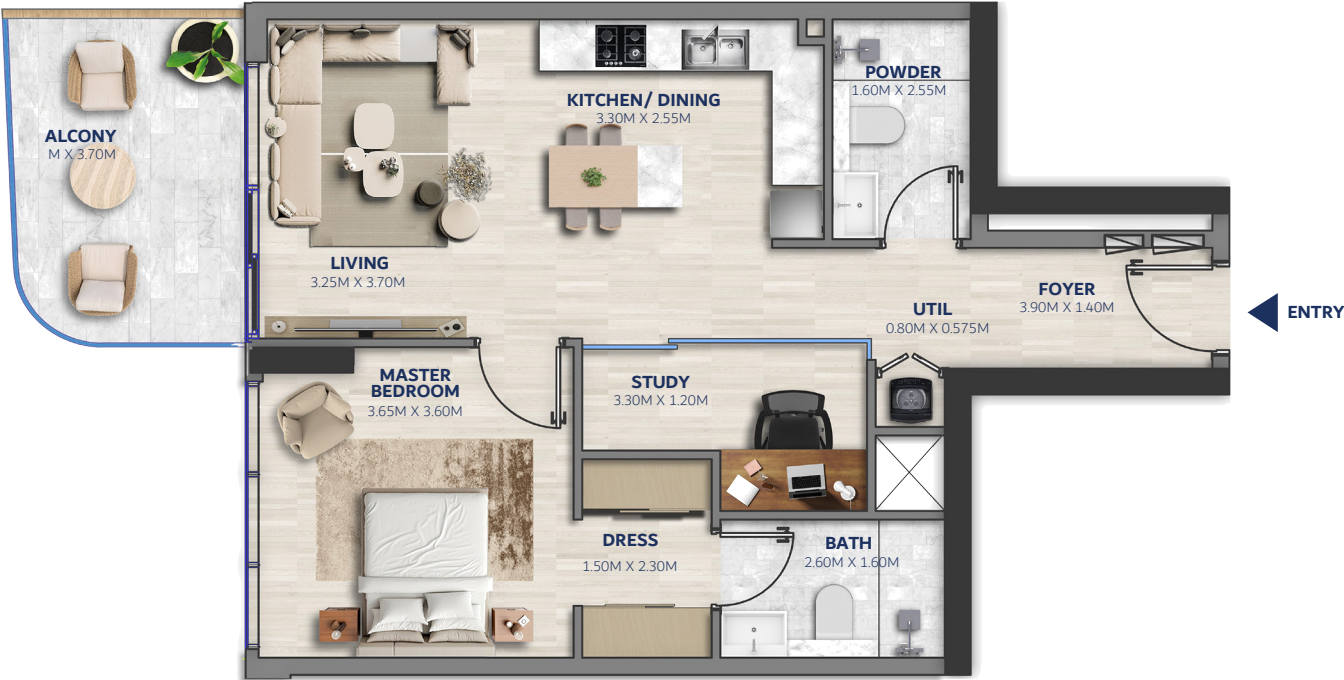 POWDER
1.60M X 2.55M
KITCHEN/ DINING
3.30M X 2.55M
ALCONY
M X 3.70M
LIVING
3.25M X 3.70M
FOYER
3.90M X 1.40M
UTIL
0.80M X 0.575M
ENTRY
MASTER
BEDROOM
3.65M X 3.60M
STUDY
3.30M X 1.20M
DRESS
1.50M X 2.30M
BATH
2.60M X 1.60M